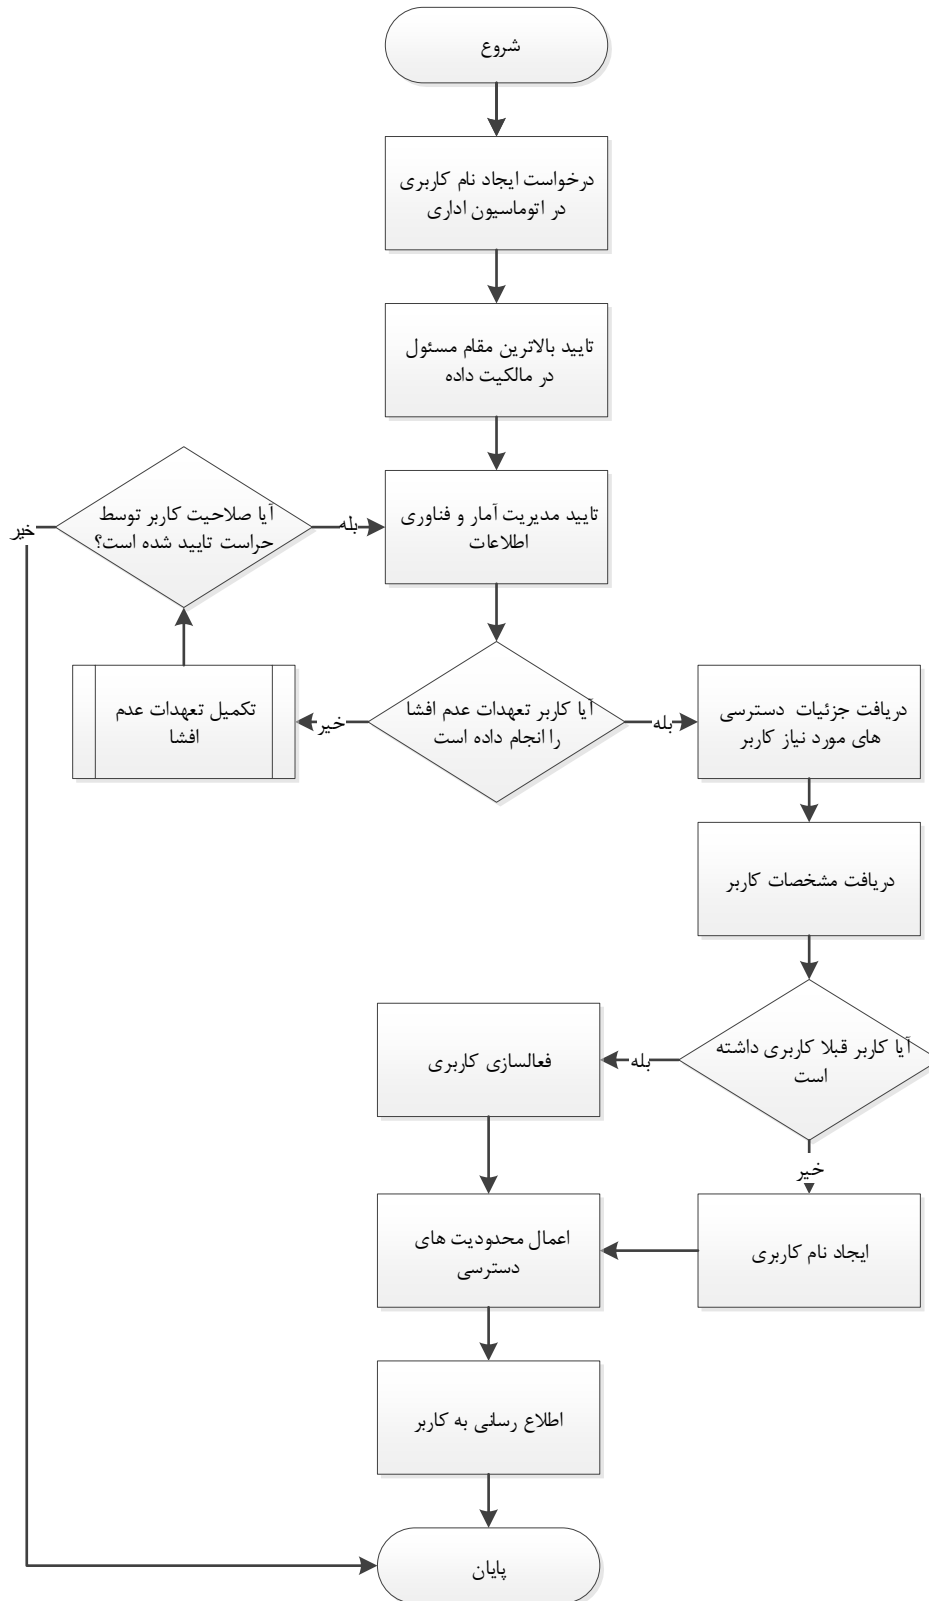 شروع
درخواست ایجاد نام کاربری
در اتوماسیون اداری
تایید بالاترین مقام مسئول
در مالکیت داده
تایید مدیریت آمار و فناوری
اطلاعات
بله
آیا صلاحیت کاربر توسط
حراست تایید شده است؟
خیر
آیا کاربر تعهدات عدم افشا
را انجام داده است
خیر
تکمیل تعهدات عدم
افشا
بله
دریافت جزئیات دسترسی
های مورد نیاز کاربر
دریافت مشخصات کاربر
آیا کاربر قبلا کاربری داشته
است
بله
فعالسازی کاربری
خیر
ایجاد نام کاربری
اعمال محدودیت های
دسترسی
اطلاع رسانی به کاربر
پایان